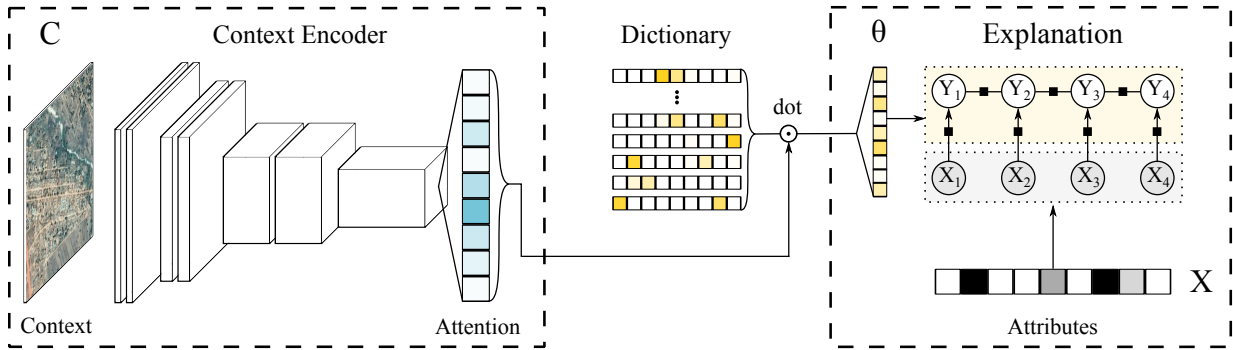 C
Context Encoder
Context
Attention
Dictionary
dot
θ
Explanation
Y1 Y2 Y3 Y4
X1 X2 X3 X4
X
Attributes